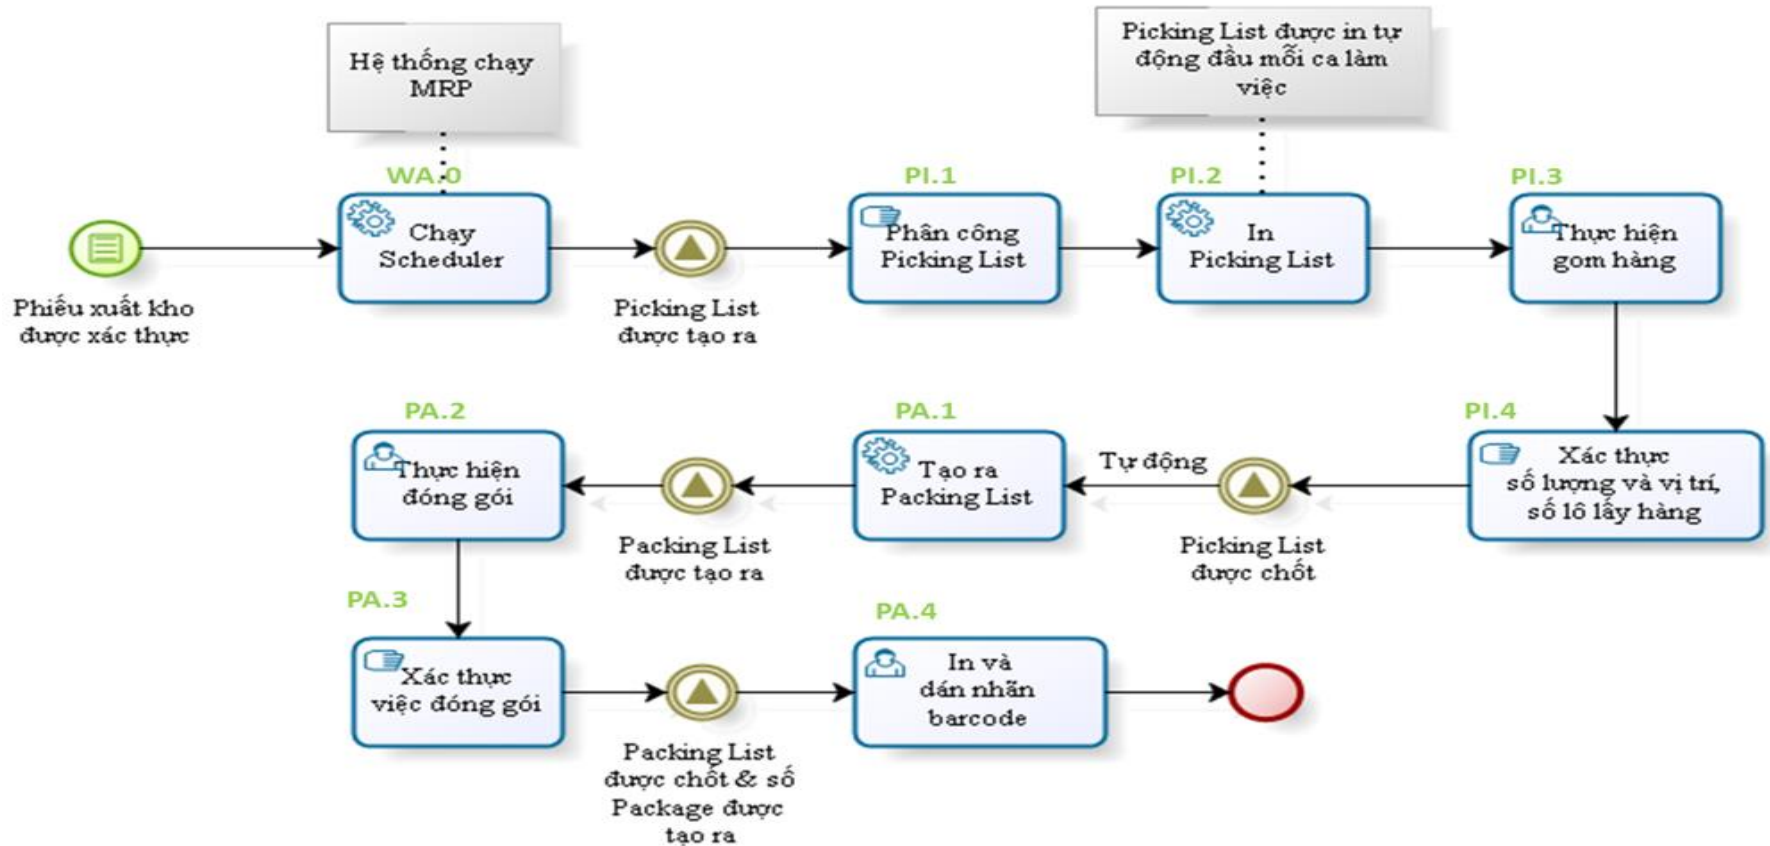 Hệ thống chạy
MRP
Picking List được in tự
động đầu mỗi ca làm
việc
WA.0
PI.1
PI.2
PI.3
Chạy
Scheduler
Phân công
Picking List
In
Picking List
Thực hiện
gom hàng
Phiếu xuất kho
được xác thực
Picking List
được tạo ra
PA.2
PA.1
PI.4
Thực hiện
đóng gói
Tạo ra
Packing List
Tự động
Xác thực
số lượng và vị trí,
số lô lấy hàng
Packing List
được tạo ra
Picking List
được chốt
PA.3
PA.4
Xác thực
việc đóng gói
In và
dán nhãn
barcode
Packing List
được chốt & số
Package được
tạo ra